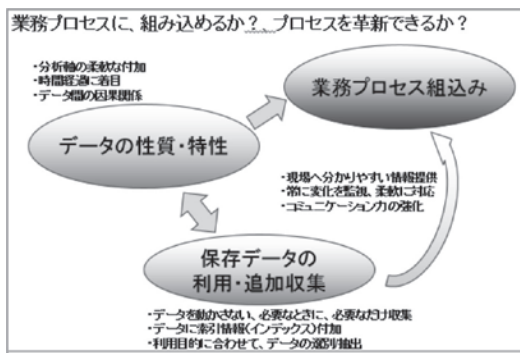 業務プロセスに、組み込めるか？、プロセスを革新できるか？
・分析軸の柔軟な付加
・時間経過に着目
・データ間の因果関係
業務プロセス組込み
データの性質・特性
・現場へ分かりやすい情報提供
・常に変化を監視、柔軟に対応
・コミュニケーション力の強化
保存データの
利用・追加収集
・データを動かさない、必要なときに、必要なだけ収集
・データに索引情報(インデックス)付加
・利用目的に合わせて、データの選別抽出